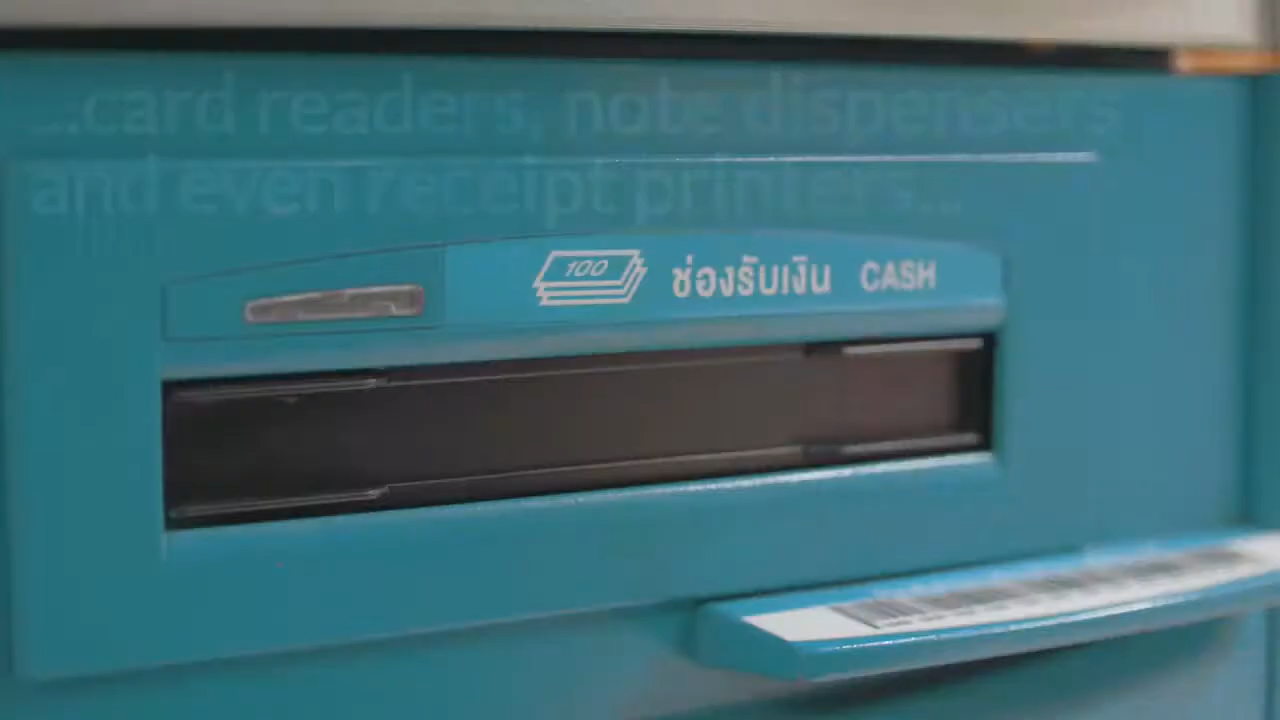 ...card readers, note dispensers
and even receipt printers...
100 ช่องรับเงิน CASH